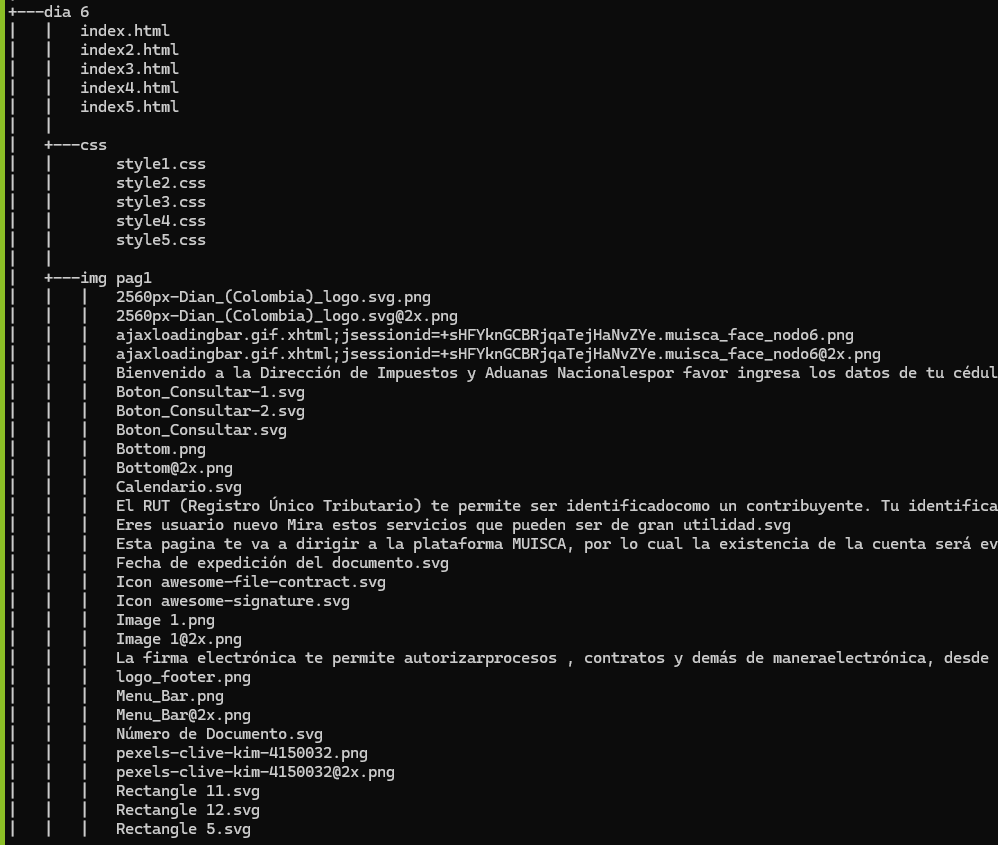 +---dia 6
|   |   index.html
|   |   index2.html
|   |   index3.html
|   |   index4.html
|   |   index5.html
|   |
|   +---css
|   |       style1.css
|   |       style2.css
|   |       style3.css
|   |       style4.css
|   |       style5.css
|   |
|   +---img pag1
|   |   |   2560px-Dian_(Colombia)_logo.svg.png
|   |   |   2560px-Dian_(Colombia)_logo.svg@2x.png
|   |   |   ajaxloadingbar.gif.xhtml;jsessionid=+sHFYknGCBRjqaTejHaNvZYe.muisca_face_nodo6.png
|   |   |   ajaxloadingbar.gif.xhtml;jsessionid=+sHFYknGCBRjqaTejHaNvZYe.muisca_face_nodo6@2x.png
|   |   |   Bienvenido a la Dirección de Impuestos y Aduanas Nacionalespor favor ingresa los datos de tu cédul
|   |   |   Boton_Consultar-1.svg
|   |   |   Boton_Consultar-2.svg
|   |   |   Boton_Consultar.svg
|   |   |   Bottom.png
|   |   |   Bottom@2x.png
|   |   |   Calendario.svg
|   |   |   El RUT (Registro Único Tributario) te permite ser identificadocomo un contribuyente. Tu identifica
|   |   |   Eres usuario nuevo Mira estos servicios que pueden ser de gran utilidad.svg
|   |   |   Esta pagina te va a dirigir a la plataforma MUISCA, por lo cual la existencia de la cuenta será ev
|   |   |   Fecha de expedición del documento.svg
|   |   |   Icon awesome-file-contract.svg
|   |   |   Icon awesome-signature.svg
|   |   |   Image 1.png
|   |   |   Image 1@2x.png
|   |   |   La firma electrónica te permite autorizarprocesos , contratos y demás de maneraelectrónica, desde
|   |   |   logo_footer.png
|   |   |   Menu_Bar.png
|   |   |   Menu_Bar@2x.png
|   |   |   Número de Documento.svg
|   |   |   pexels-clive-kim-4150032.png
|   |   |   pexels-clive-kim-4150032@2x.png
|   |   |   Rectangle 11.svg
|   |   |   Rectangle 12.svg
|   |   |   Rectangle 5.svg